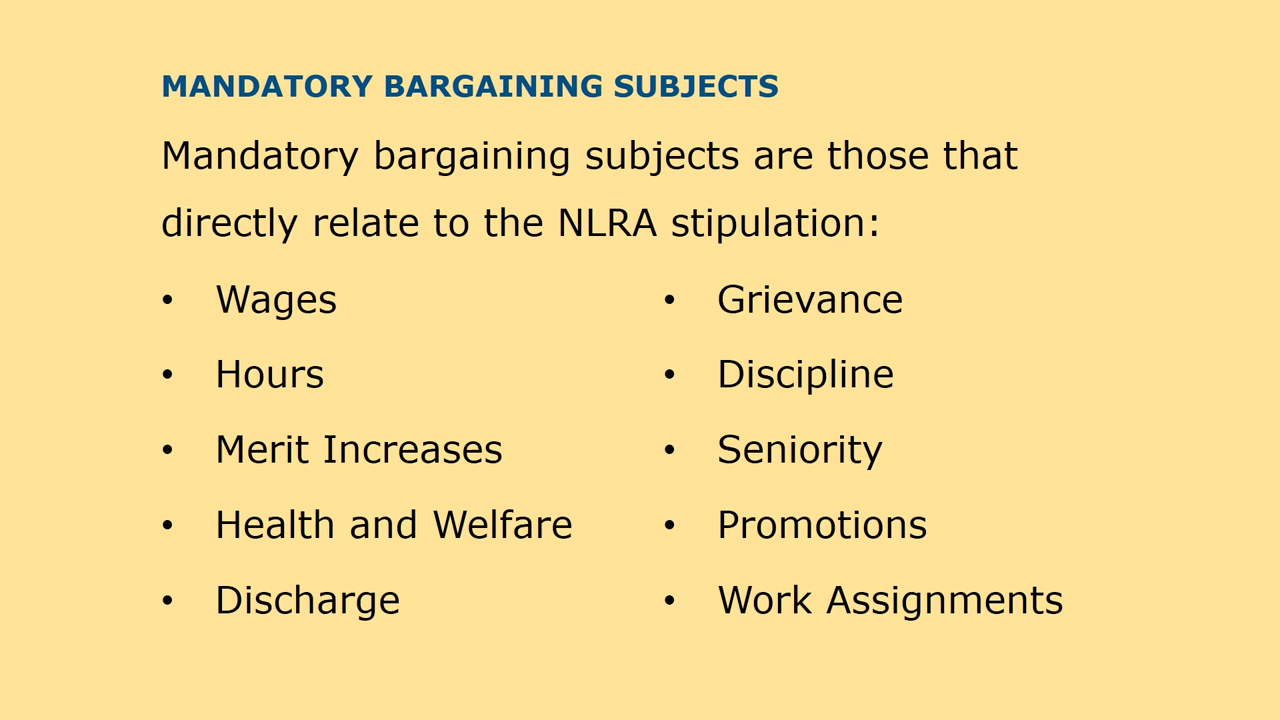 MANDATORY BARGAINING SUBJECTS
Mandatory bargaining subjects are those that
directly relate to the NLRA stipulation:
• Wages
• Hours
• Merit Increases
• Health and Welfare
• Discharge
• Grievance
• Discipline
• Seniority
• Promotions
• Work Assignments